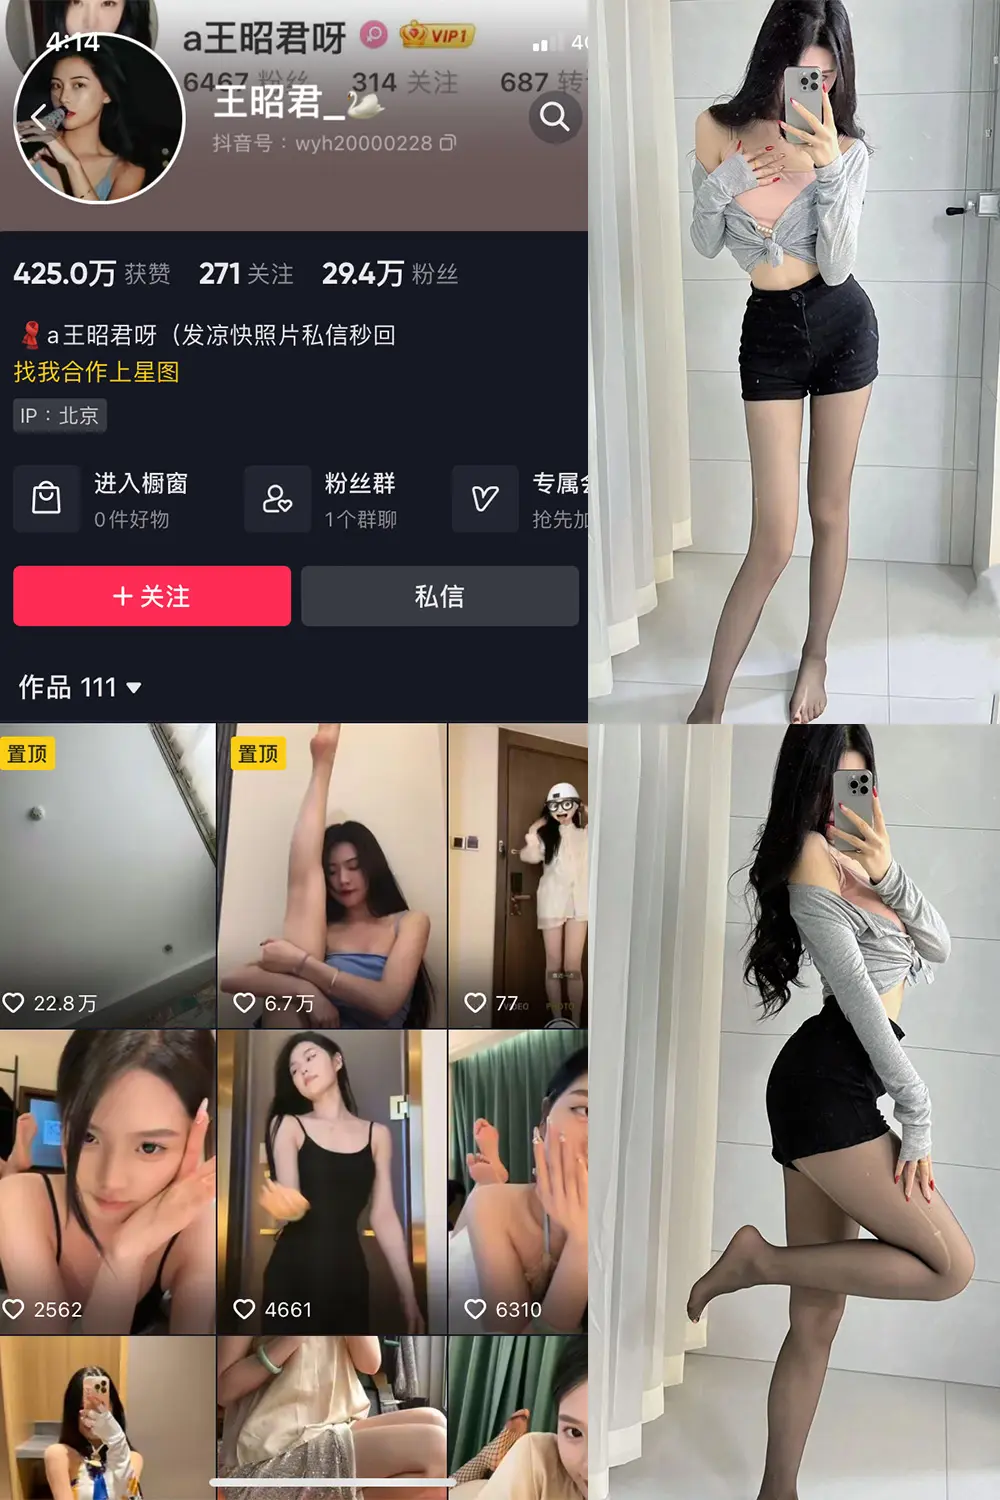 4:14
a王昭君呀
VIP1
6467 粉丝
314 关注
687 转
王昭君_
抖音号：wyh20000228
425.0万 获赞 271 关注 29.4万 粉丝
a王昭君呀（发凉快照片私信秒回
找我合作上星图
IP：北京
进入橱窗
0件好物
粉丝群
1个群聊
专属
抢先加
+ 关注
私信
作品 111
置顶
置顶
22.8万
6.7万
77
VIDEO
PHOTO
2562
4661
6310